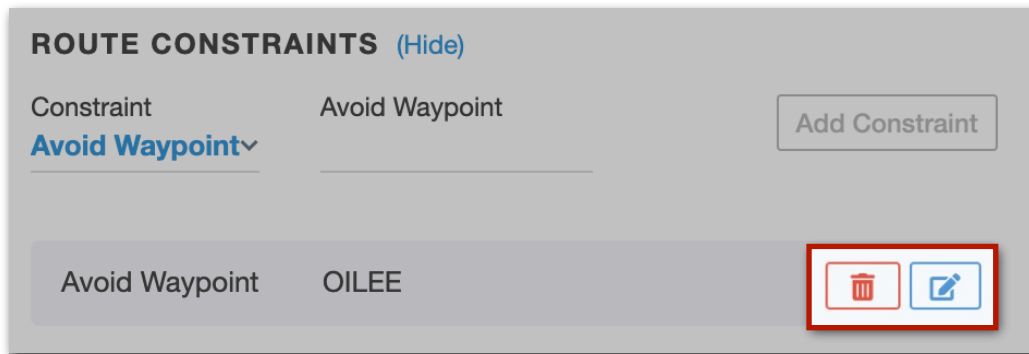 ROUTE CONSTRAINTS (Hide)
Constraint Avoid Waypoint
Avoid Waypoint Add Constraint
Avoid Waypoint OILEE